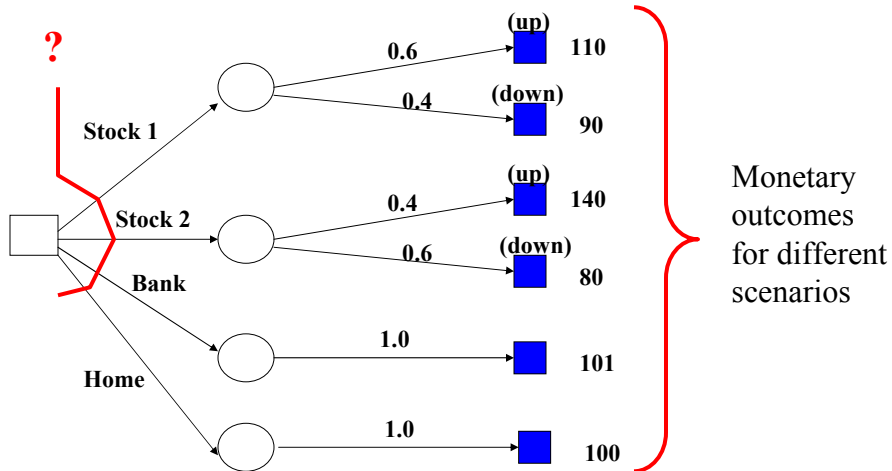 ?
(up)
0.6
110
(down)
0.4
90
Stock 1
(up)
0.4
140
Stock 2
(down)
0.6
80
Bank
1.0
101
Home
1.0
100
Monetary
outcomes
for different
scenarios